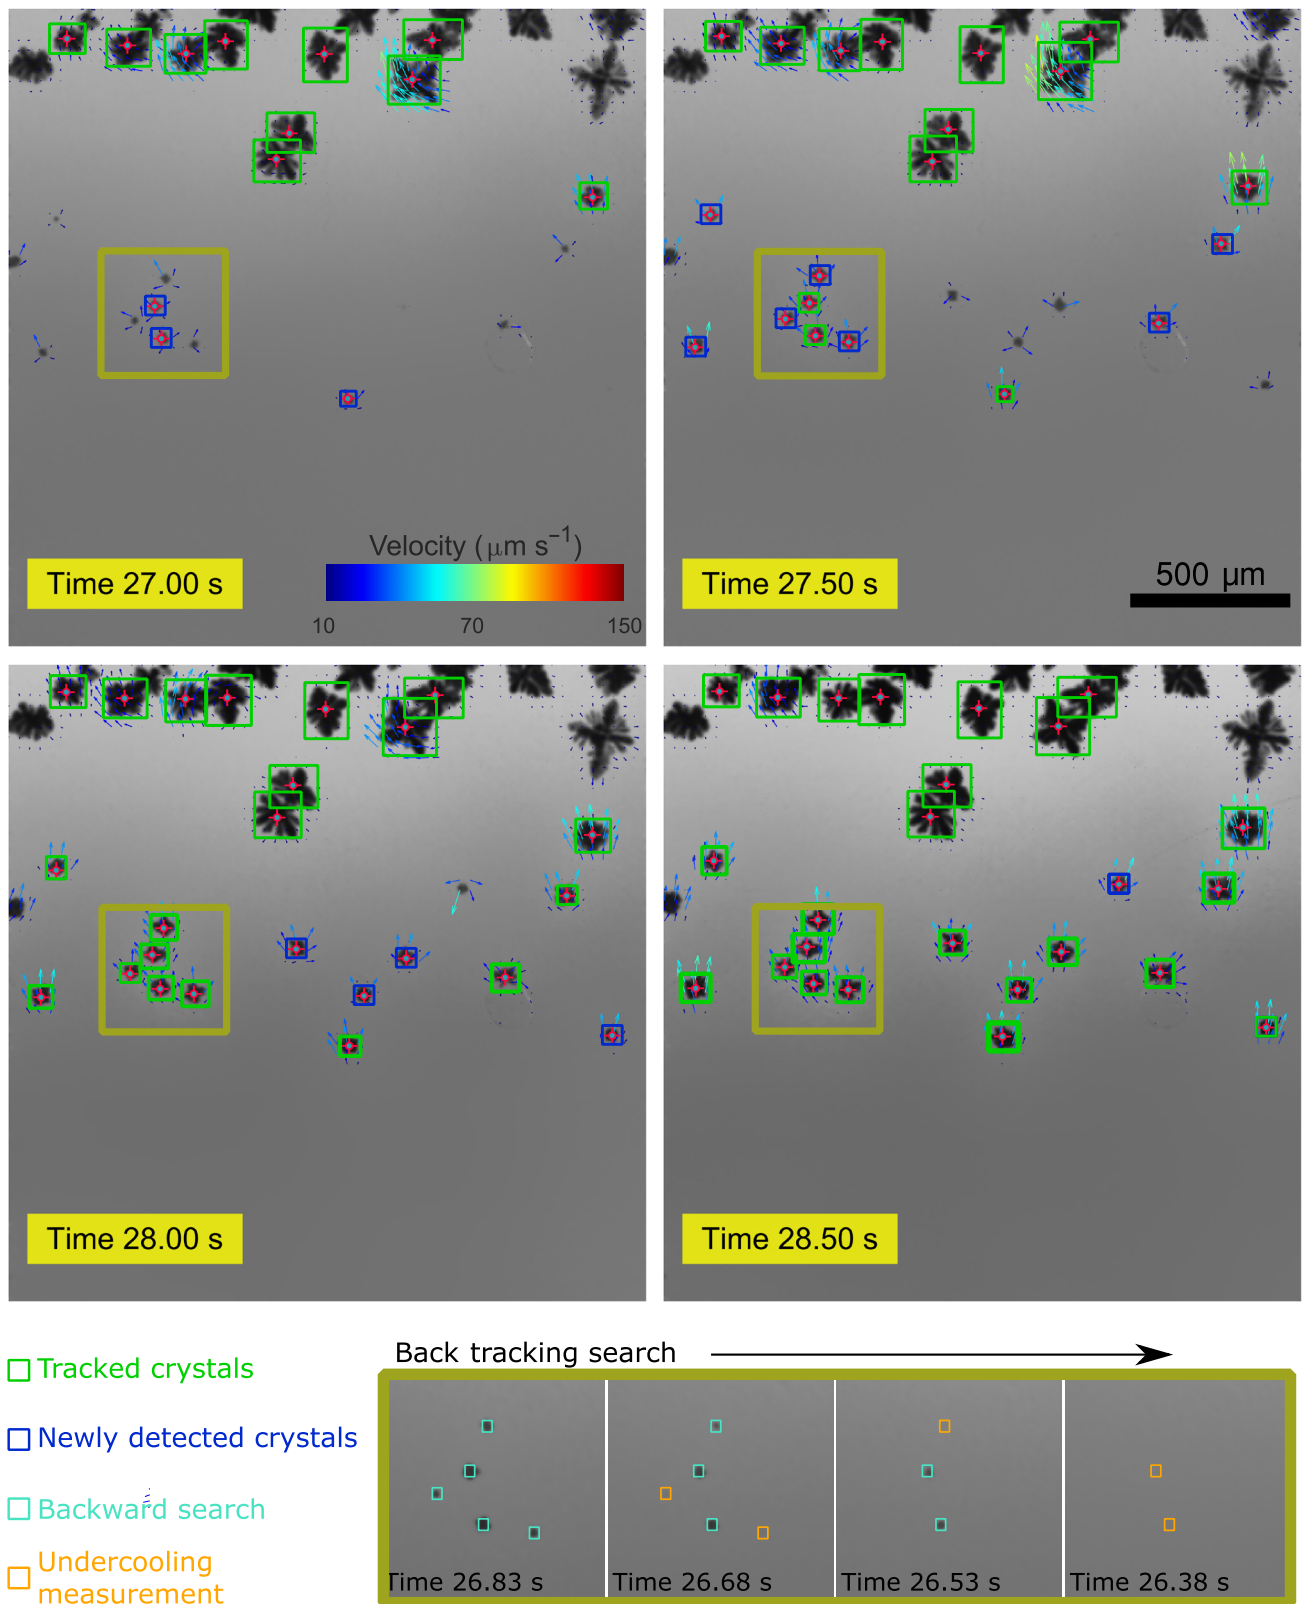 Velocity (μm s⁻¹)
Time 27.00 s
10 70 150
500 μm
Time 27.50 s
Time 28.00 s
Time 28.50 s
Tracked crystals
Newly detected crystals
Backward search
Undercooling
measurement
Back tracking search
Time 26.83 s
Time 26.68 s
Time 26.53 s
Time 26.38 s